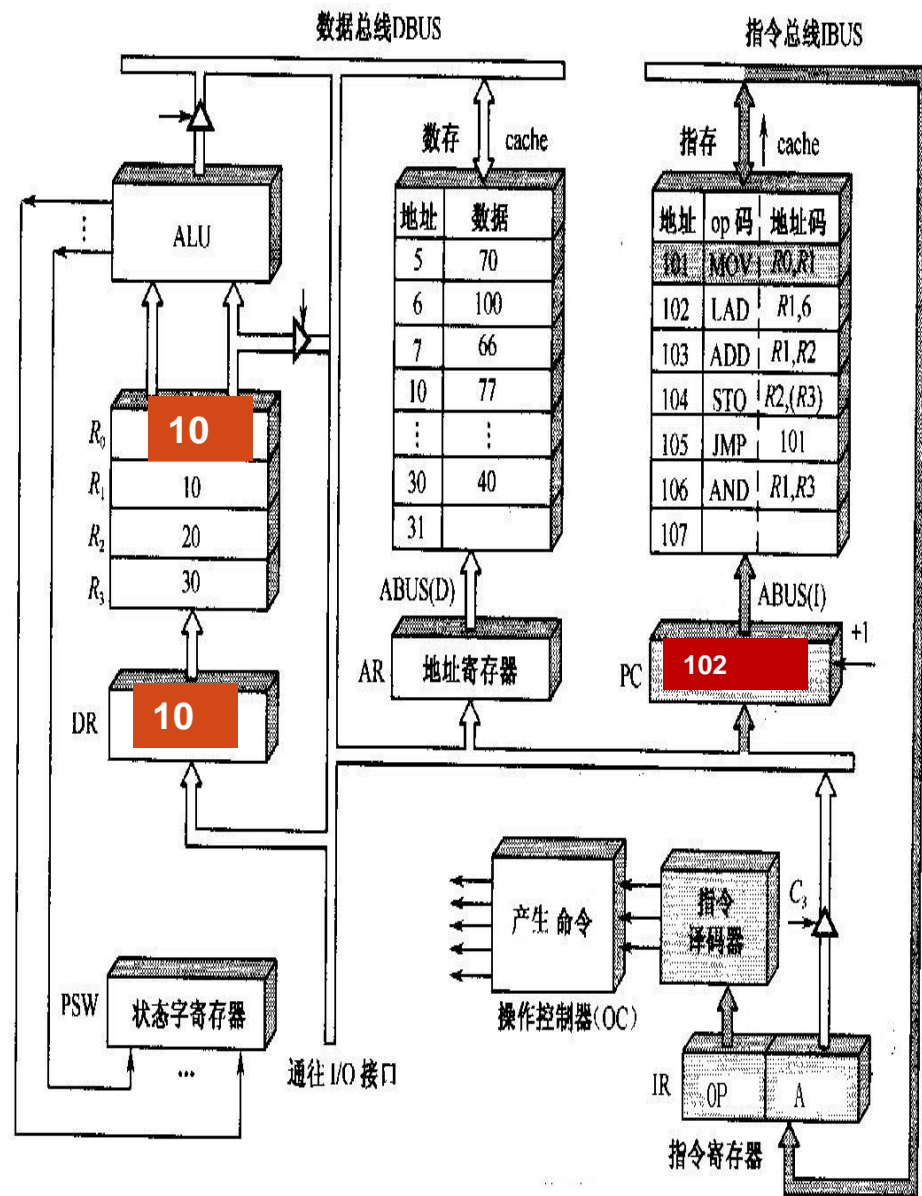 数据总线DBUS
指令总线IBUS
数存
cache
指存
cache
ALU
⋮
地址 数据
5 70
6 100
7 66
10 77
⋮ ⋮
30 40
31
地址 op码 地址码
101 MOV R0,R1
102 LAD R1,6
103 ADD R1,R2
104 STO R2,(R3)
105 JMP 101
106 AND R1,R3
107
R₀ 10
R₁ 10
R₂ 20
R₃ 30
ABUS(D)
ABUS(I)
AR 地址寄存器
PC 102
+1
DR 10
产生 命令
指令
译码器
C₃
操作控制器(OC)
PSW 状态字寄存器
...
通往 I/O 接口
IR OP A
指令寄存器